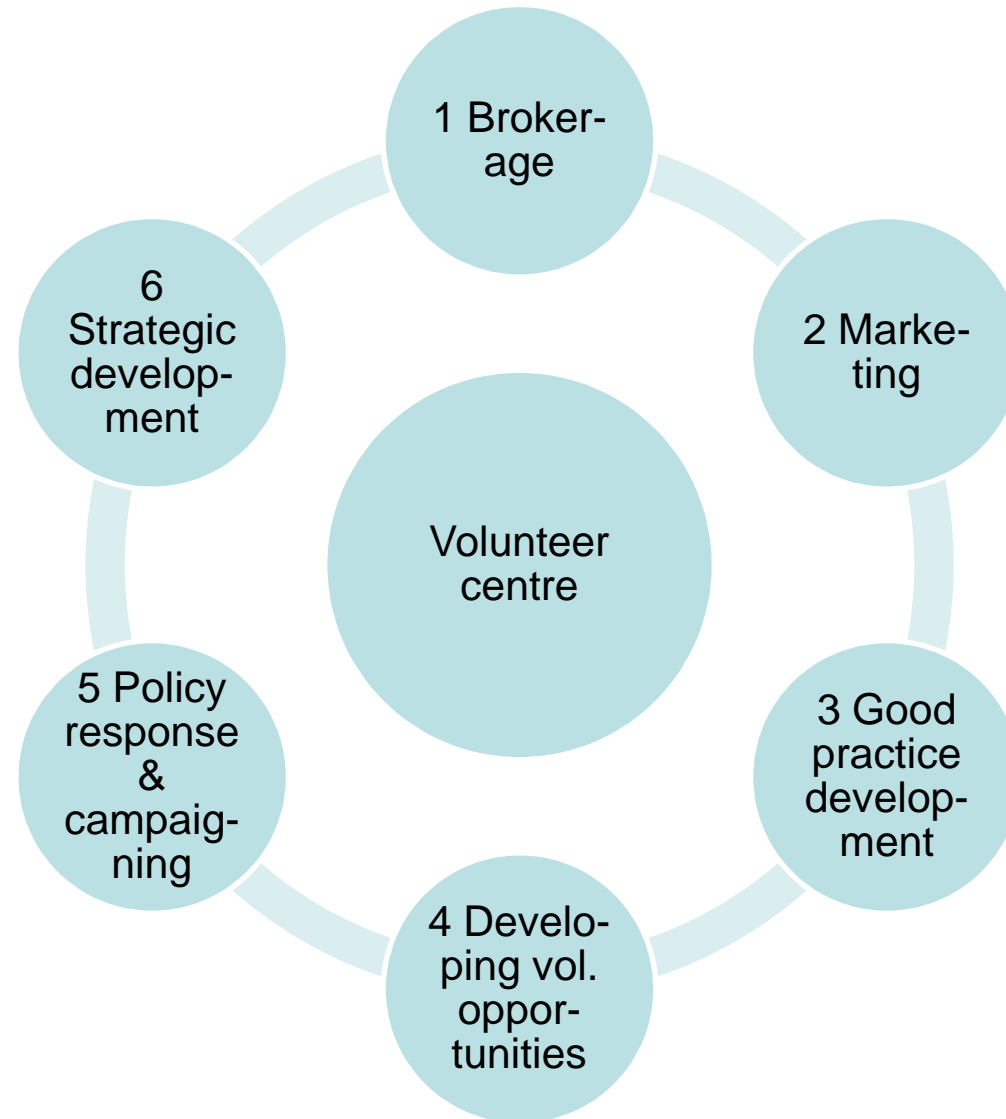 1 Broker-
age
2 Marke-
ting
3 Good
practice
develop-
ment
4 Develo-
ping vol.
oppor-
tunities
5 Policy
response
&
campaig-
ning
6
Strategic
develop-
ment
Volunteer
centre